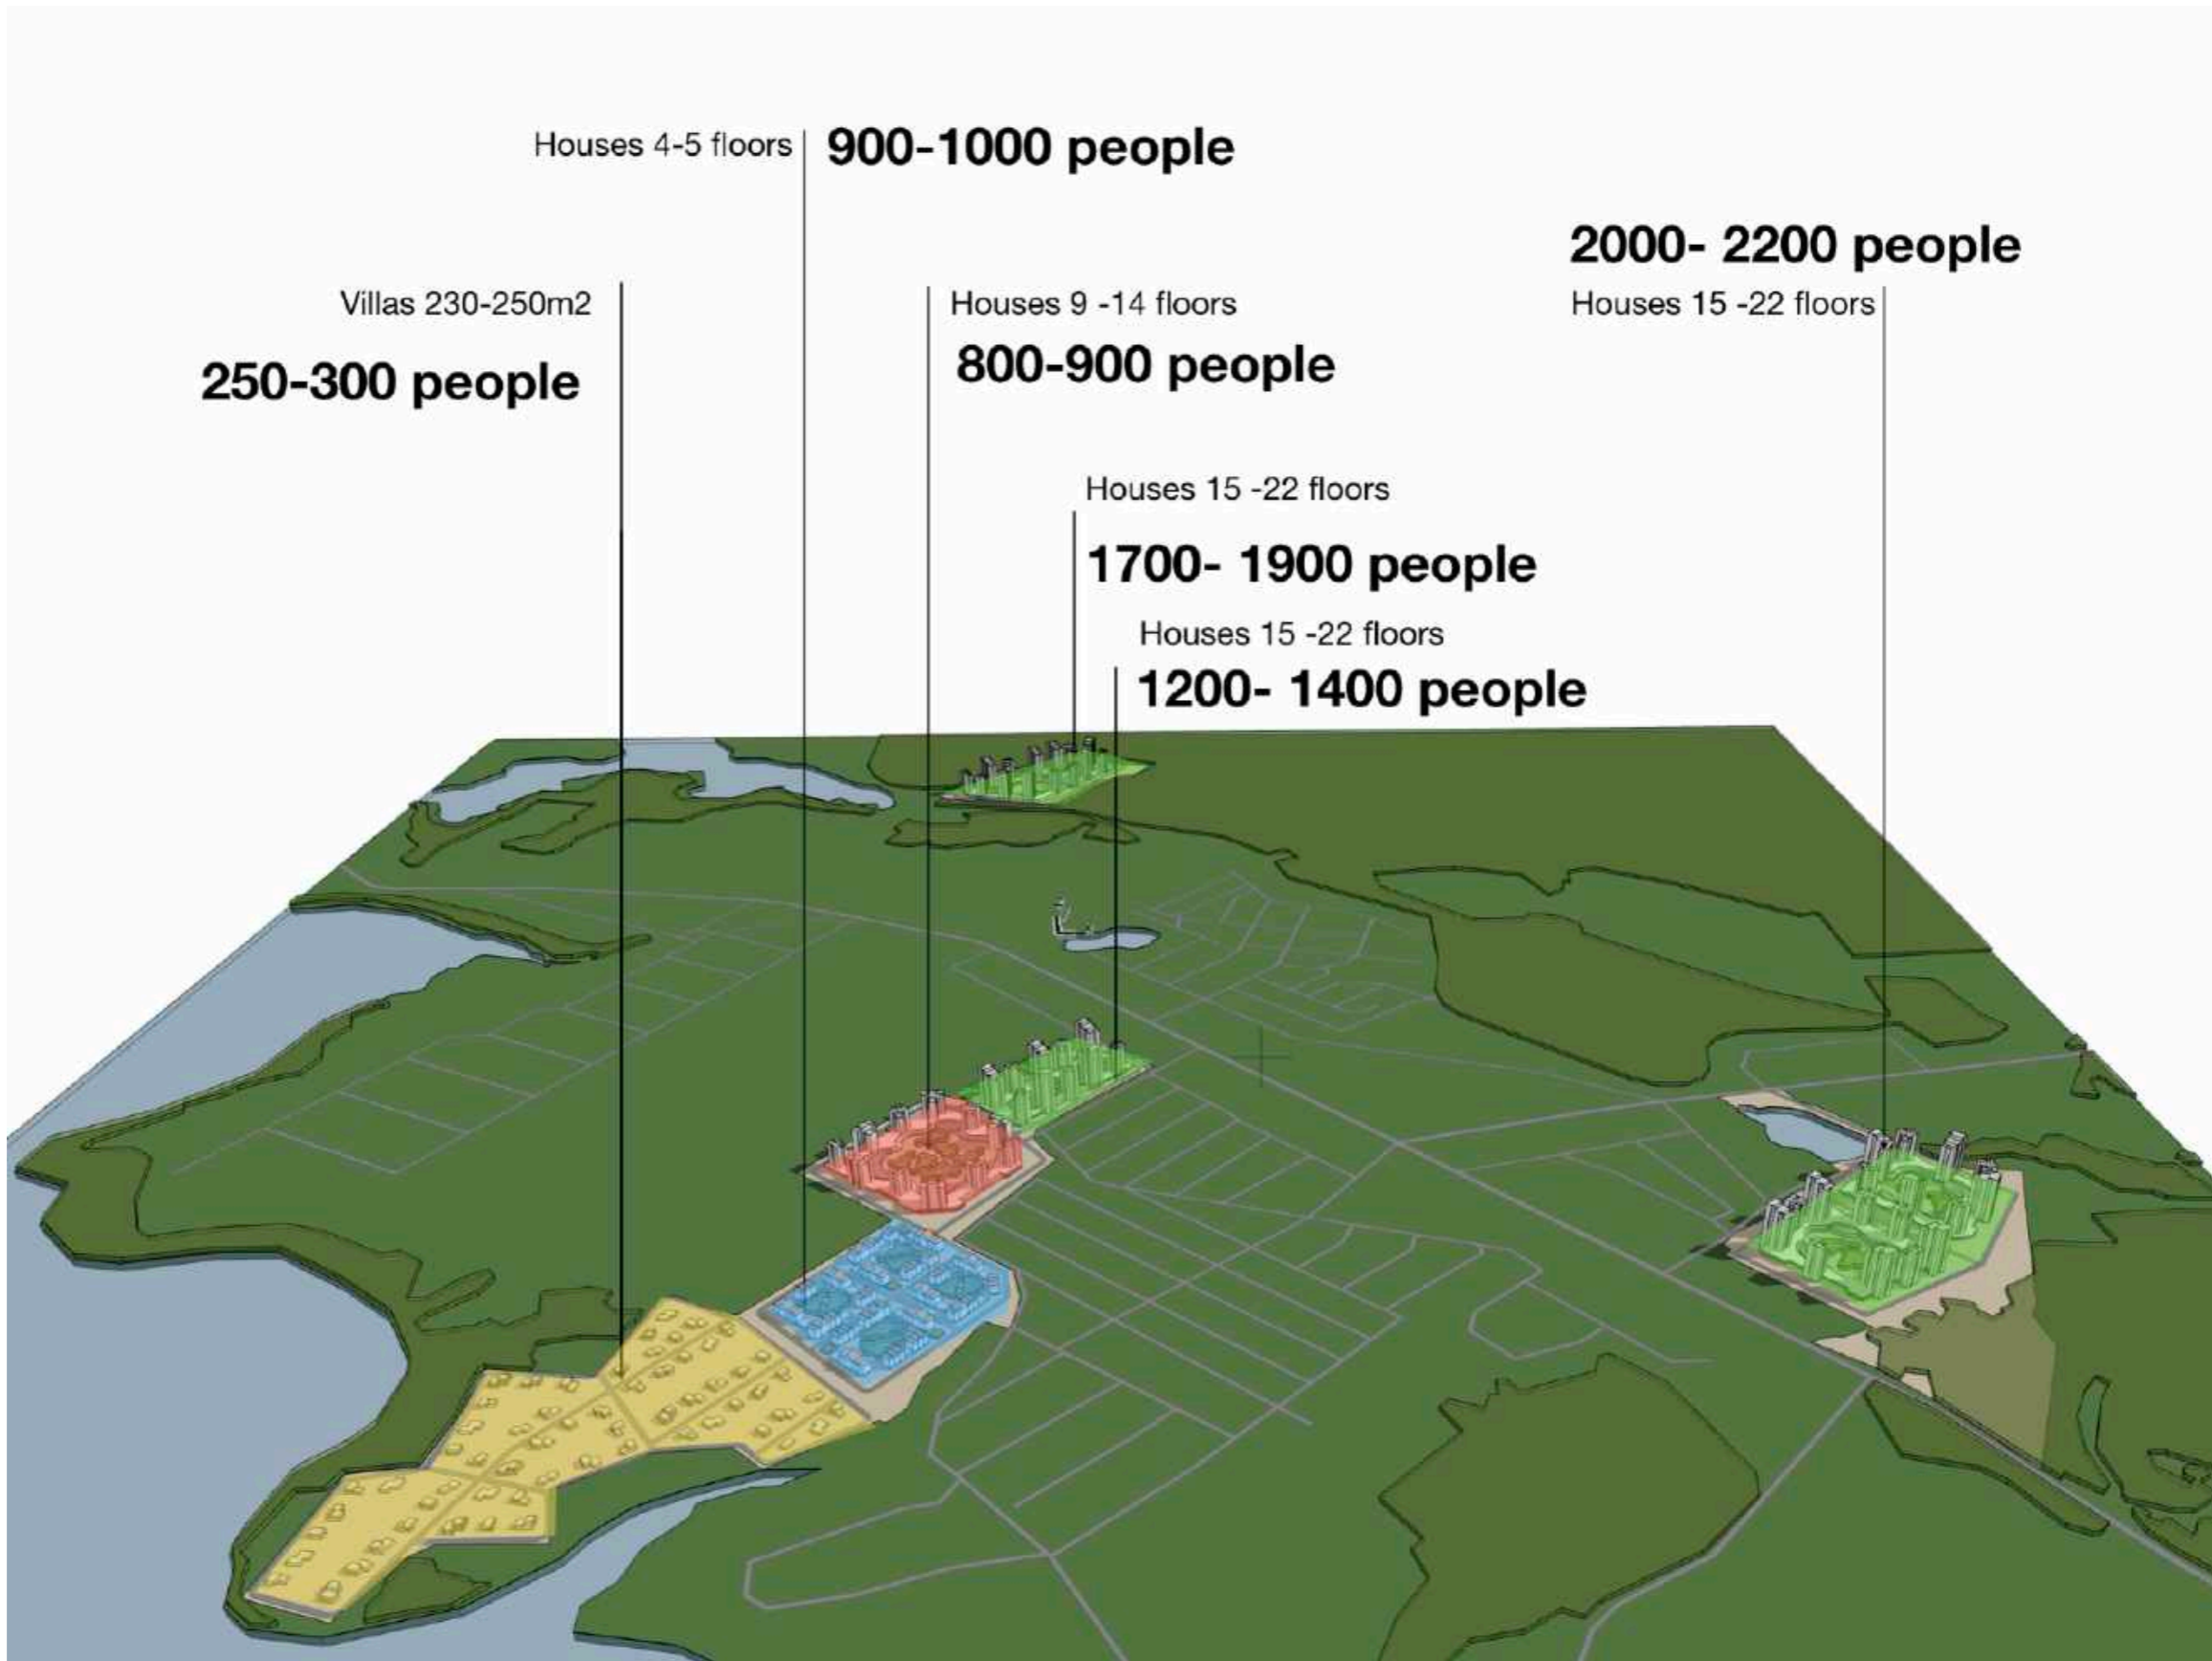 Houses 4-5 floors 900-1000 people
2000- 2200 people
Villas 230-250m2 Houses 9 -14 floors Houses 15 -22 floors
250-300 people 800-900 people
Houses 15 -22 floors
1700- 1900 people
Houses 15 -22 floors
1200- 1400 people